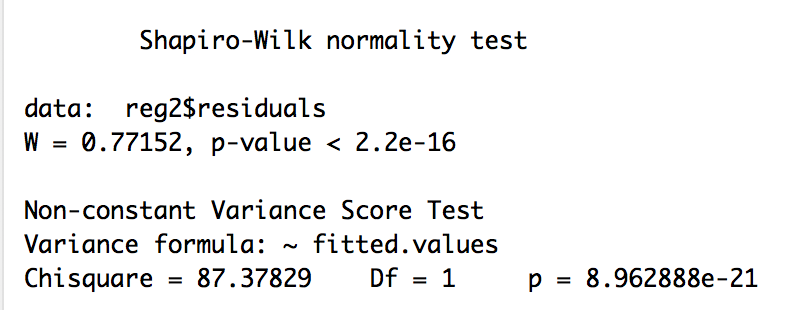 Shapiro-Wilk normality test
data:  reg2$residuals
W = 0.77152, p-value < 2.2e-16
Non-constant Variance Score Test
Variance formula: ~ fitted.values
Chisquare = 87.37829    Df = 1     p = 8.962888e-21